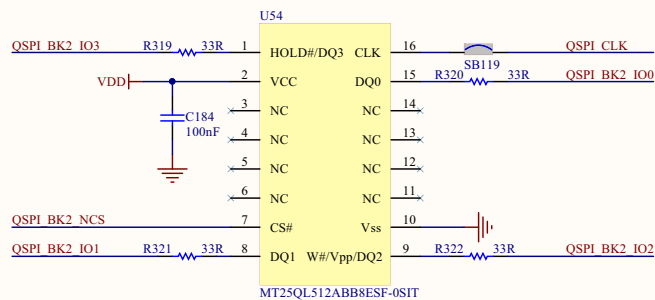 U54
QSPI_BK2_IO3 R319 33R 1 HOLD#/DQ3 CLK 16 QSPI_CLK
SB119
VDD 2 VCC DQ0 15 R320 33R QSPI_BK2_IO0
3 NC NC 14
C184
100nF
4 NC NC 13
5 NC NC 12
6 NC NC 11
QSPI_BK2_NCS 7 CS# Vss 10
QSPI_BK2_IO1 R321 33R 8 DQ1 W#/Vpp/DQ2 9 R322 33R QSPI_BK2_IO2
MT25QL512ABB8ESF-0SIT